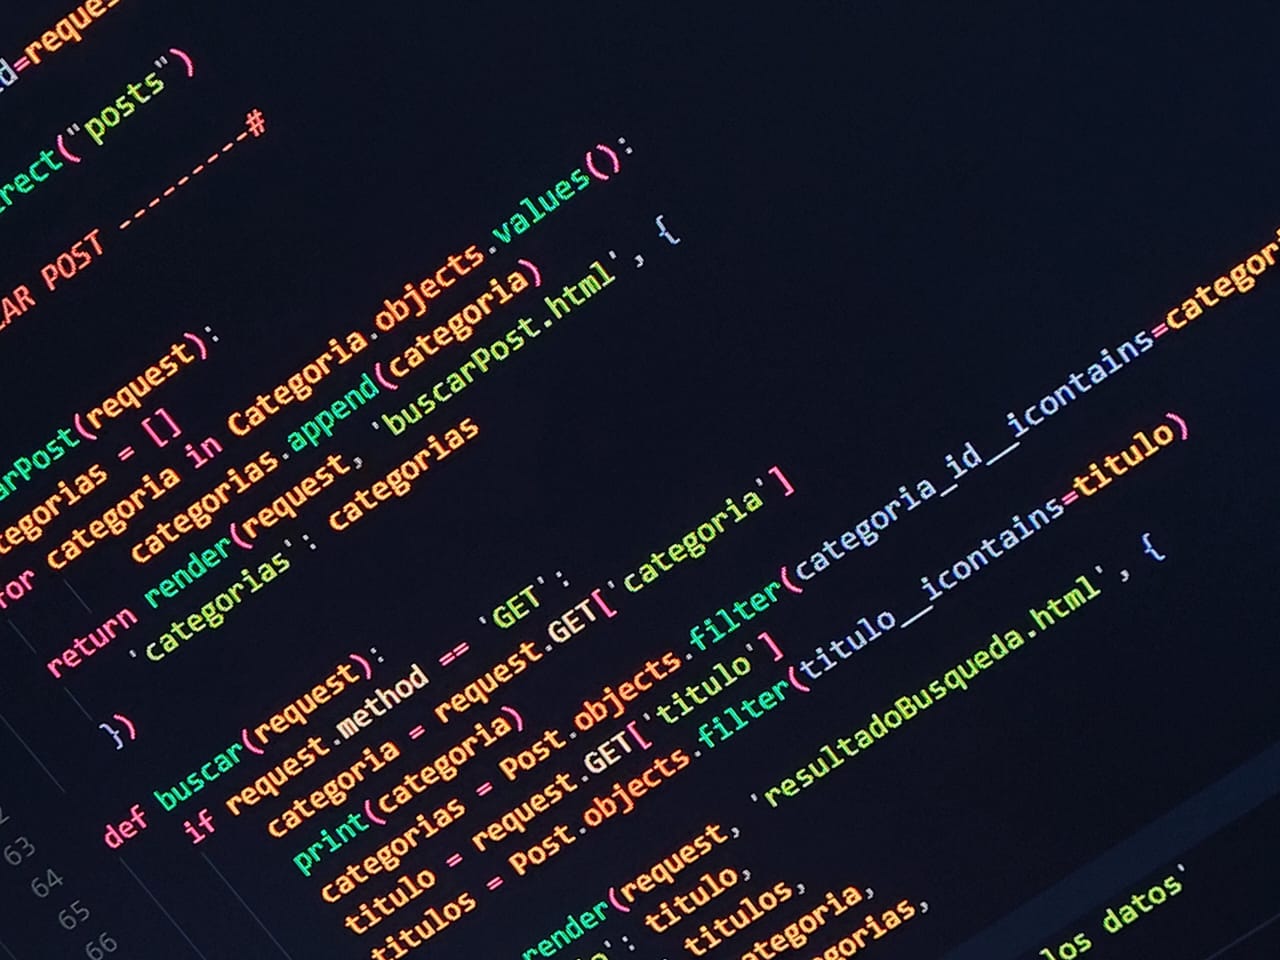 d=reques
rect("posts")
AR POST ---------#
arPost(request):
tegorias = []
for categoria in Categoria.objects.values():
categorias.append(categoria)
return render(request, 'buscarPost.html', {
'categorias': categorias
})
def buscar(request):
if request.method == 'GET':
categoria = request.GET['categoria']
print(categoria)
categorias = Post.objects.filter(categoria_id__icontains=categori
titulo = request.GET['titulo']
titulos = Post.objects.filter(titulo__icontains=titulo)
render(request, 'resultadoBusqueda.html', {
': titulo,
titulos,
ategoria,
gorias,
los datos'
63
64
65
66